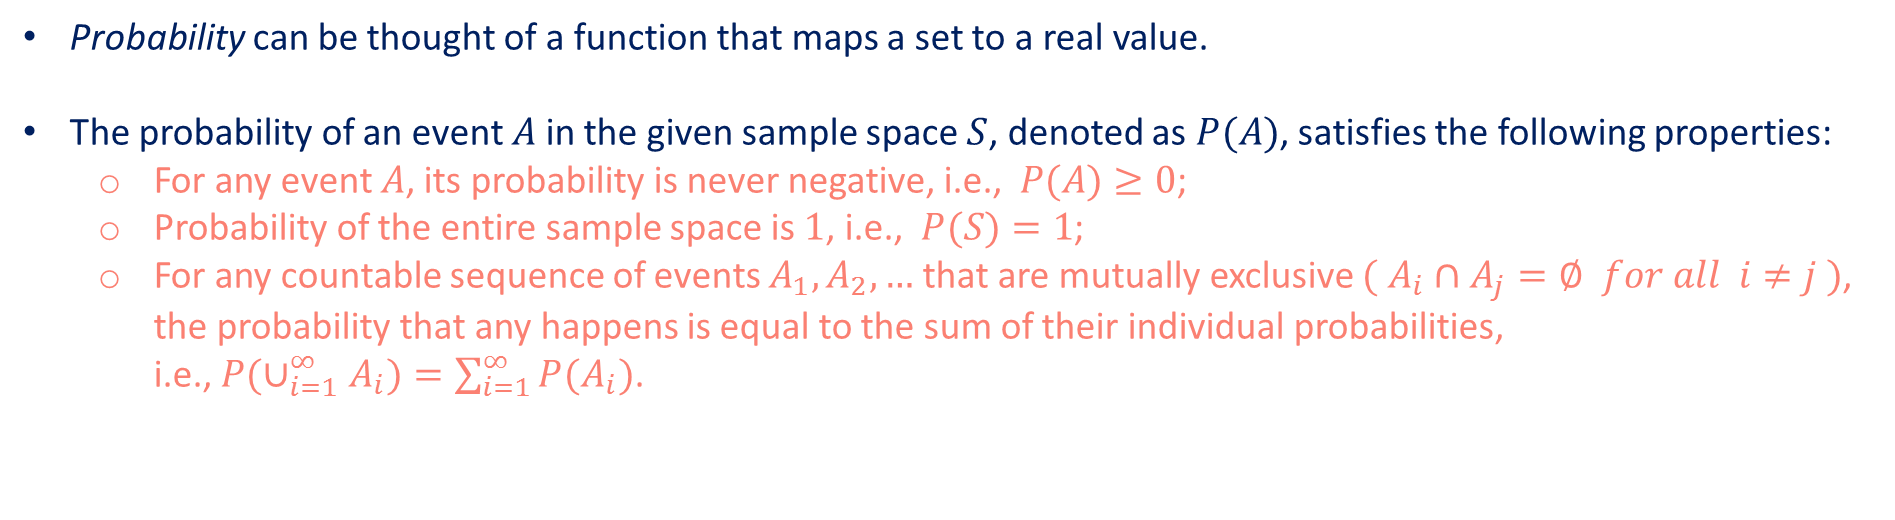 • Probability can be thought of a function that maps a set to a real value.
• The probability of an event A in the given sample space S, denoted as P(A), satisfies the following properties:
○ For any event A, its probability is never negative, i.e., P(A) ≥ 0;
○ Probability of the entire sample space is 1, i.e., P(S) = 1;
○ For any countable sequence of events A₁, A₂, ... that are mutually exclusive ( Aᵢ ∩ Aⱼ = ∅ for all i ≠ j ),
the probability that any happens is equal to the sum of their individual probabilities,
i.e., P(∪_{i=1}^{∞} Aᵢ) = ∑_{i=1}^{∞} P(Aᵢ).